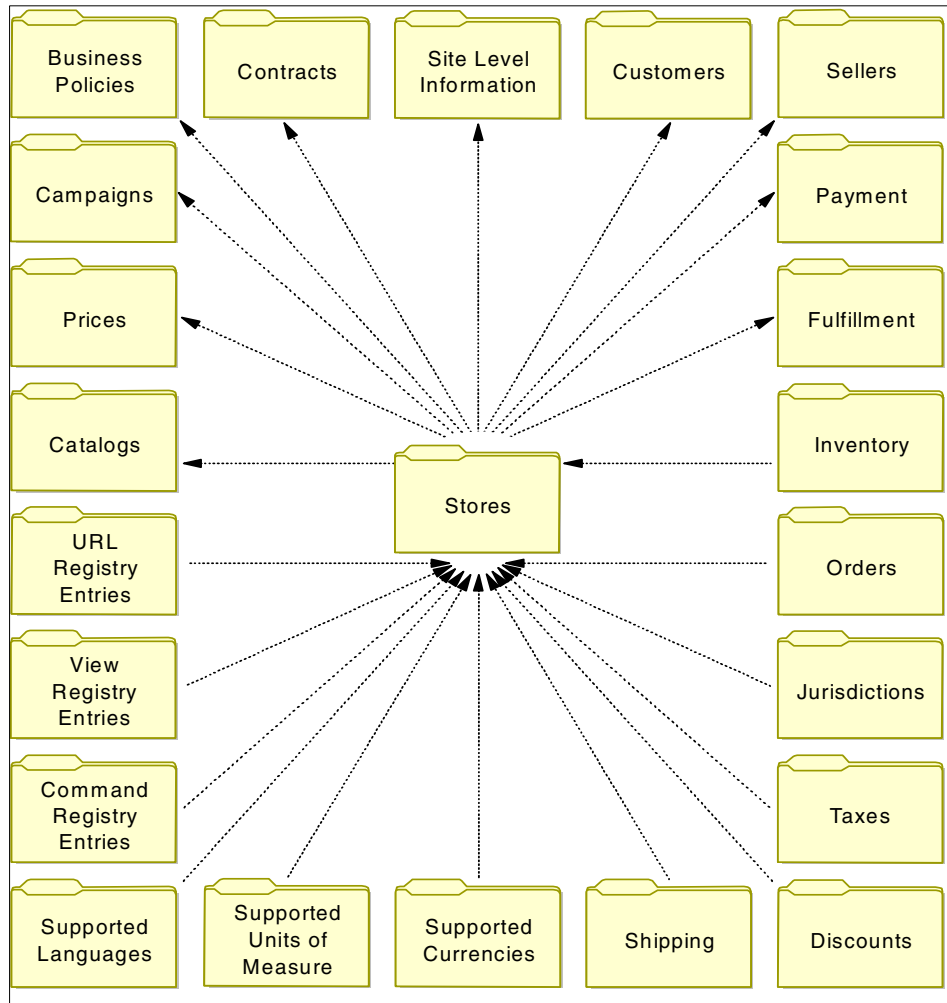 Business
Policies
Contracts
Site Level
Information
Customers
Sellers
Campaigns
Payment
Prices
Fulfillment
Catalogs
Stores
Inventory
URL
Registry
Entries
Orders
View
Registry
Entries
Jurisdictions
Command
Registry
Entries
Taxes
Supported
Languages
Supported
Units of
Measure
Supported
Currencies
Shipping
Discounts